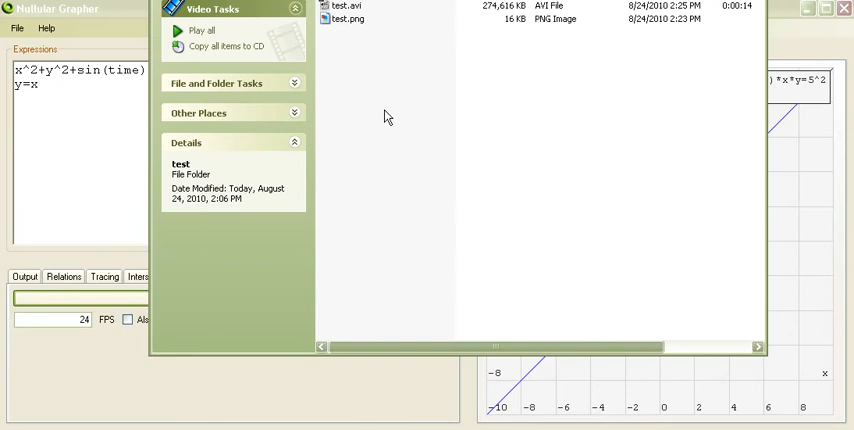 Nullular Grapher
File Help
Expressions
x^2+y^2+sin(time)
y=x
Output Relations Tracing
24 FPS
Video Tasks
Play all
Copy all items to CD
File and Folder Tasks
Other Places
Details
test
File Folder
Date Modified: Today, August
24, 2010, 2:06 PM
test.avi 274,616 KB AVI File 8/24/2010 2:25 PM 0:00:14
test.png 16 KB PNG Image 8/24/2010 2:23 PM
)*x*y=5^2
-8 x
-10 -8 -6 -4 -2 0 2 4 6 8